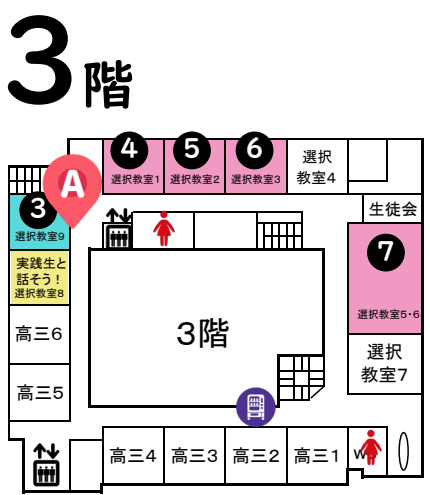 3階
4
選択教室1
5
選択教室2
6
選択教室3
選択
教室4
A
3
選択教室9
生徒会
7
選択教室5・6
実践生と
話そう！
選択教室8
高三6
3階
選択
教室7
高三5
高三4
高三3
高三2
高三1